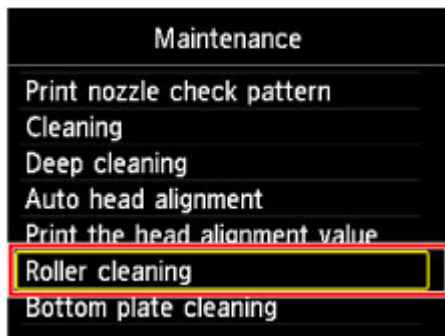 Maintenance
Print nozzle check pattern
Cleaning
Deep cleaning
Auto head alignment
Print the head alignment value
Roller cleaning
Bottom plate cleaning